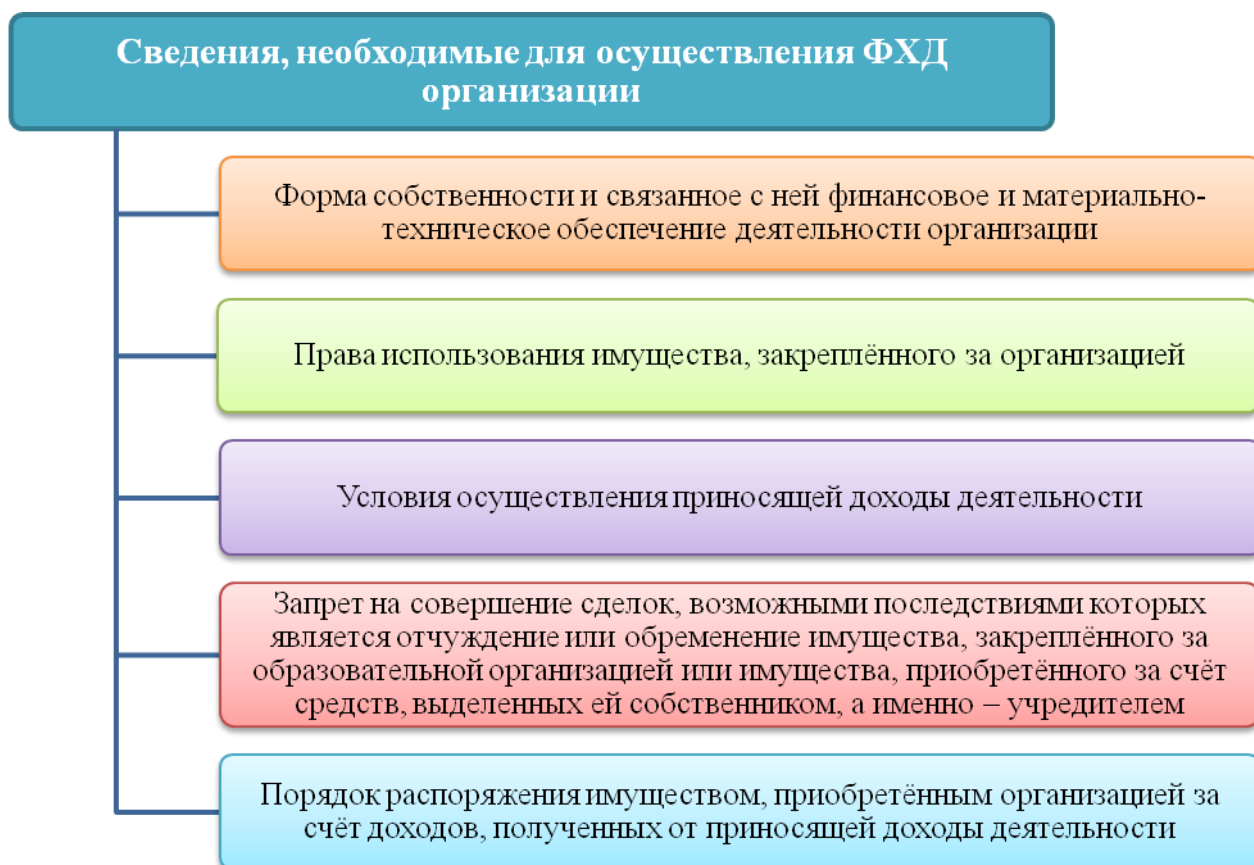 Сведения, необходимые для осуществления ФХД
организации
Форма собственности и связанное с ней финансовое и материально-
техническое обеспечение деятельности организации
Права использования имущества, закреплённого за организацией
Условия осуществления приносящей доходы деятельности
Запрет на совершение сделок, возможными последствиями которых
является отчуждение или обременение имущества, закреплённого за
образовательной организацией или имущества, приобретённого за счёт
средств, выделенных ей собственником, а именно – учредителем
Порядок распоряжения имуществом, приобретённым организацией за
счёт доходов, полученных от приносящей доходы деятельности